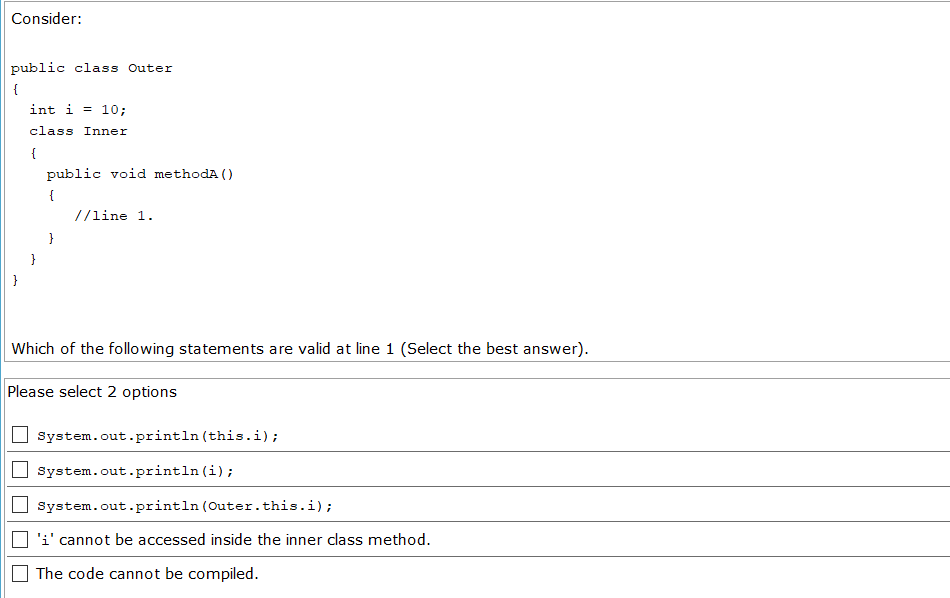 Consider:
public class Outer
{
int i = 10;
class Inner
{
public void methodA()
{
//line 1.
}
}
}
Which of the following statements are valid at line 1 (Select the best answer).
Please select 2 options
System.out.println(this.i);
System.out.println(i);
System.out.println(Outer.this.i);
'i' cannot be accessed inside the inner class method.
The code cannot be compiled.